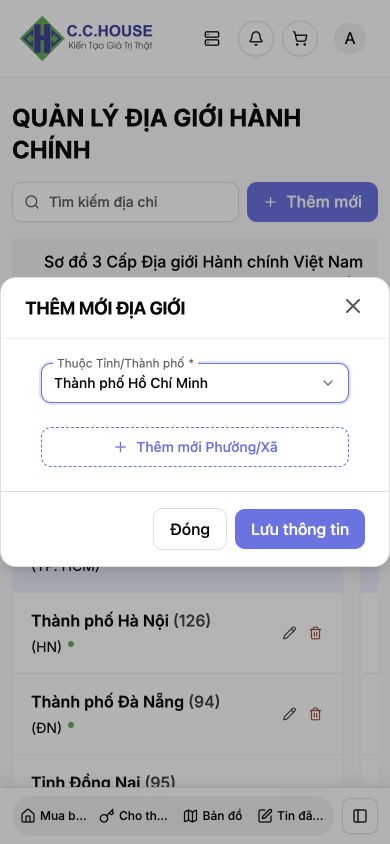 C.C.HOUSE
Kiến Tạo Giá Trị Thật
A
QUẢN LÝ ĐỊA GIỚI HÀNH
CHÍNH
Tìm kiếm địa chỉ
+ Thêm mới
Sơ đồ 3 Cấp Địa giới Hành chính Việt Nam
THÊM MỚI ĐỊA GIỚI
Thuộc Tỉnh/Thành phố *
Thành phố Hồ Chí Minh
+ Thêm mới Phường/Xã
Đóng
Lưu thông tin
(TP. HCM)
Thành phố Hà Nội (126)
(HN)
Thành phố Đà Nẵng (94)
(ĐN)
Tỉnh Đồng Nai (95)
Mua b...
Cho th...
Bản đồ
Tin đă...